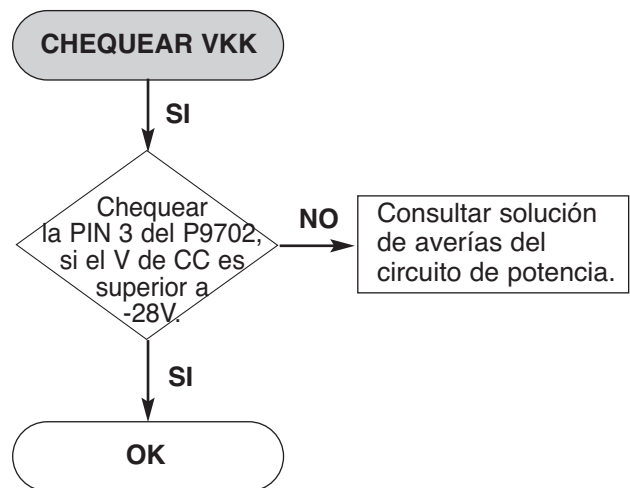 CHEQUEAR VKK
SI
Chequear
la PIN 3 del P9702,
si el V de CC es
superior a
-28V.
NO
Consultar solución
de averías del
circuito de potencia.
SI
OK